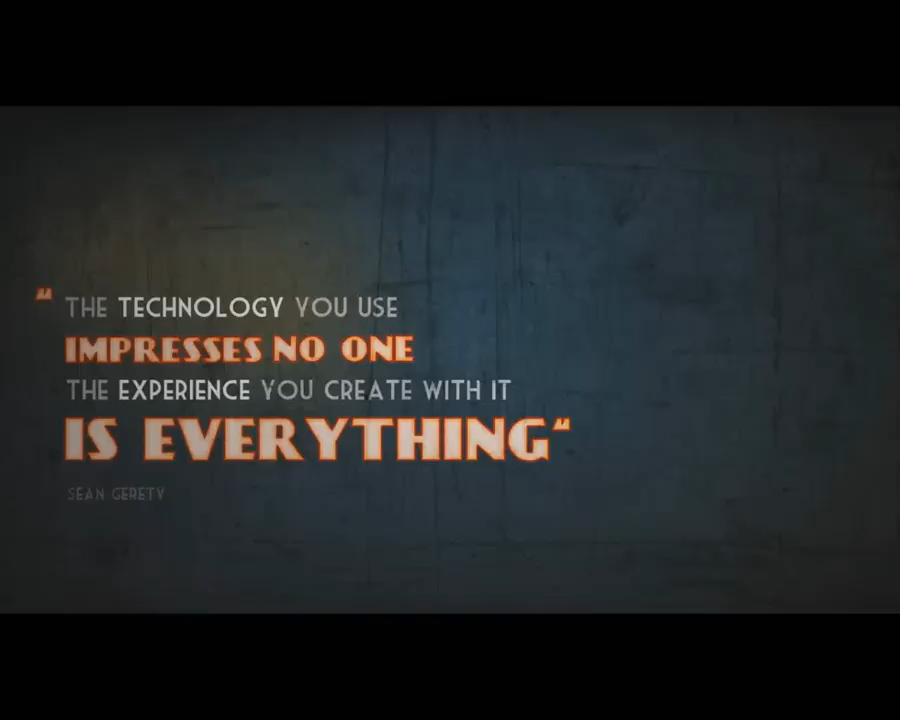 “ THE TECHNOLOGY YOU USE
IMPRESSES NO ONE
THE EXPERIENCE YOU CREATE WITH IT
IS EVERYTHING“
SEAN GERETY